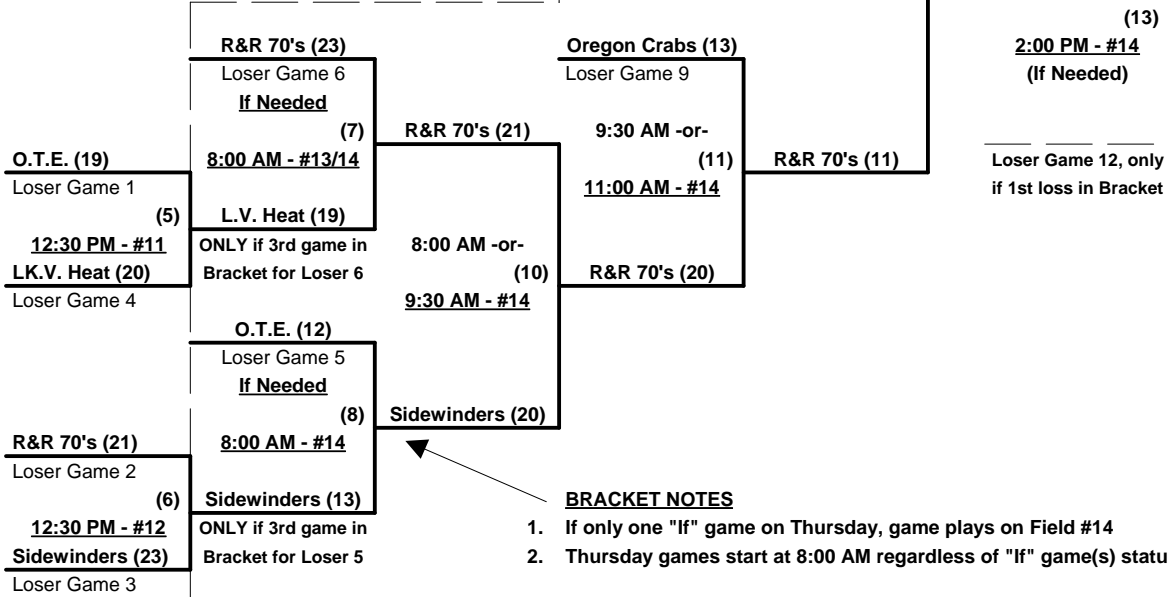 R&R 70's (23)
Loser Game 6
If Needed
(7)
8:00 AM - #13/14
O.T.E. (19)
Loser Game 1
(5)
12:30 PM - #11
LK.V. Heat (20)
Loser Game 4
L.V. Heat (19)
ONLY if 3rd game in
Bracket for Loser 6
O.T.E. (12)
Loser Game 5
If Needed
(8)
8:00 AM - #14
R&R 70's (21)
Loser Game 2
(6)
12:30 PM - #12
Sidewinders (23)
Loser Game 3
Sidewinders (13)
ONLY if 3rd game in
Bracket for Loser 5
R&R 70's (21)
8:00 AM -or-
(10)
9:30 AM - #14
Sidewinders (20)
Oregon Crabs (13)
Loser Game 9
9:30 AM -or-
(11)
11:00 AM - #14
R&R 70's (20)
R&R 70's (11)
(13)
2:00 PM - #14
(If Needed)
Loser Game 12, only
if 1st loss in Bracket
BRACKET NOTES
1. If only one "If" game on Thursday, game plays on Field #14
2. Thursday games start at 8:00 AM regardless of "If" game(s) statu